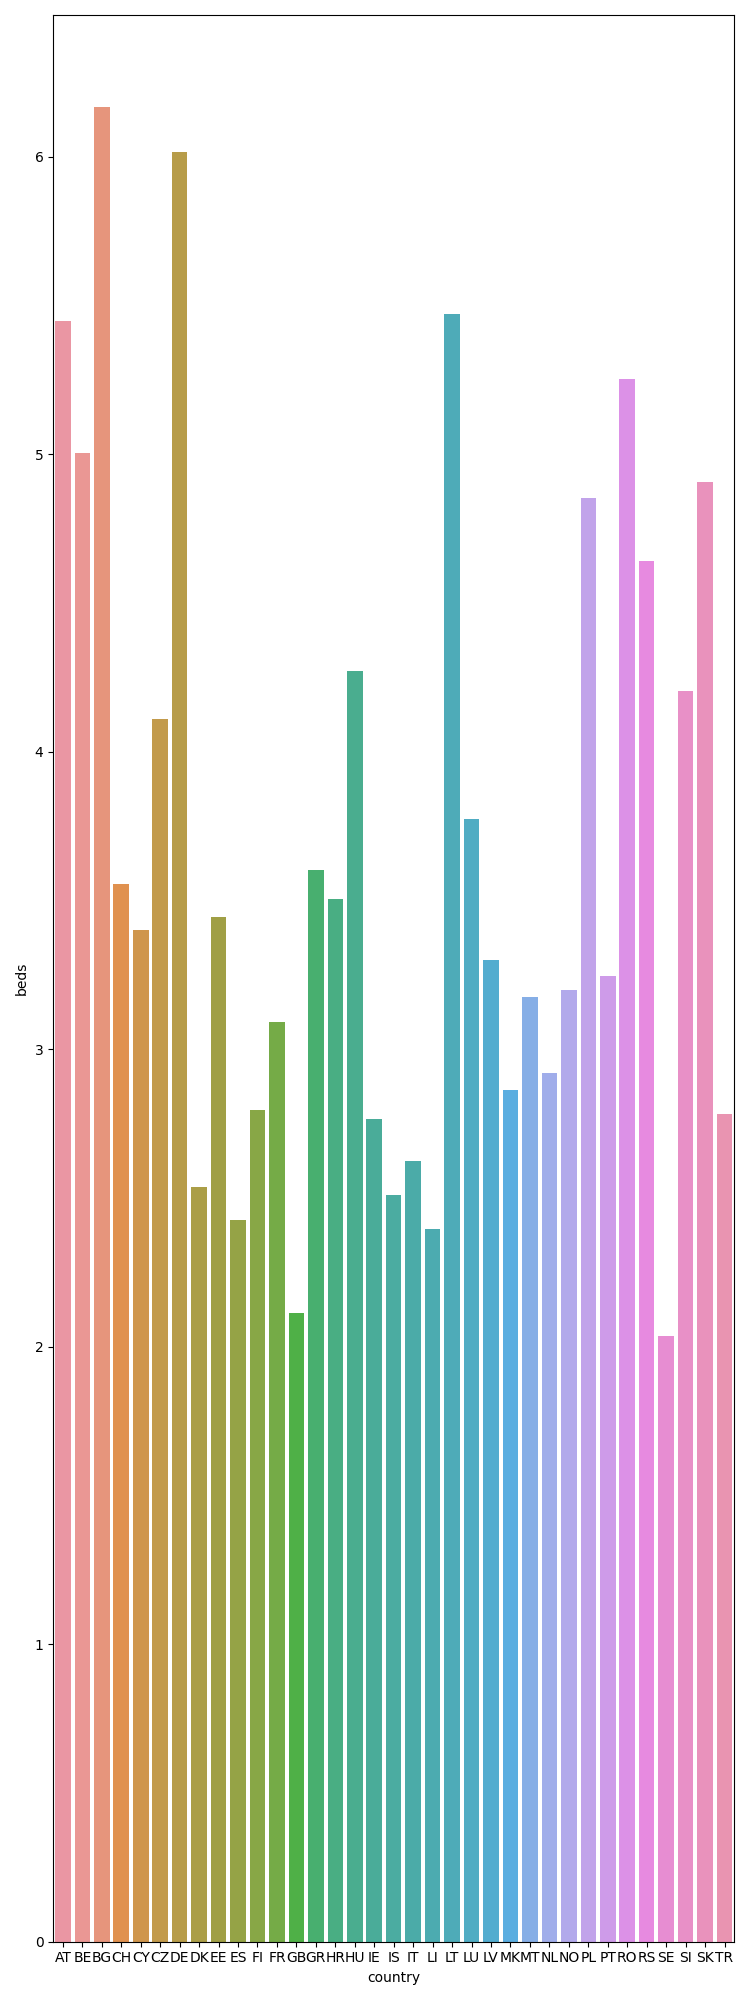 6
5
4
3
2
1
0
beds
AT BE BG CH CY CZ DE DK EE ES FI FR GB GR HR HU IE IS IT LI LT LU LV MK MT NL NO PL PT RO RS SE SI SK TR
country